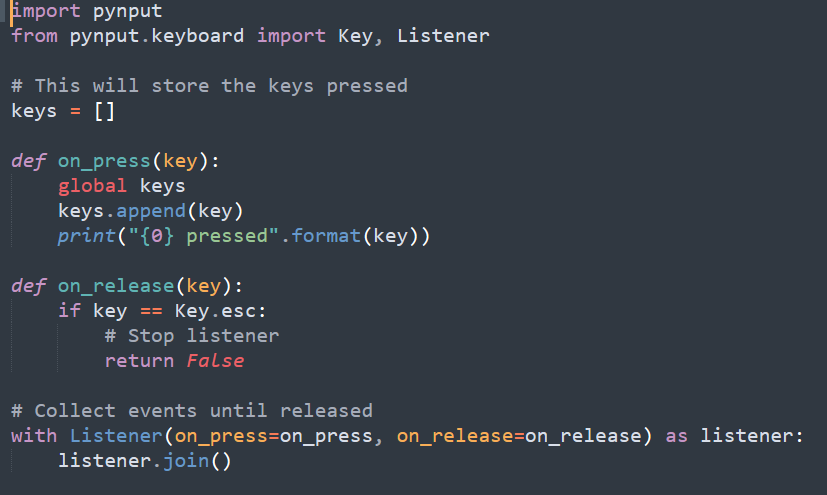 import pynput
from pynput.keyboard import Key, Listener

# This will store the keys pressed
keys = []

def on_press(key):
    global keys
    keys.append(key)
    print("{0} pressed".format(key))

def on_release(key):
    if key == Key.esc:
        # Stop listener
        return False

# Collect events until released
with Listener(on_press=on_press, on_release=on_release) as listener:
    listener.join()